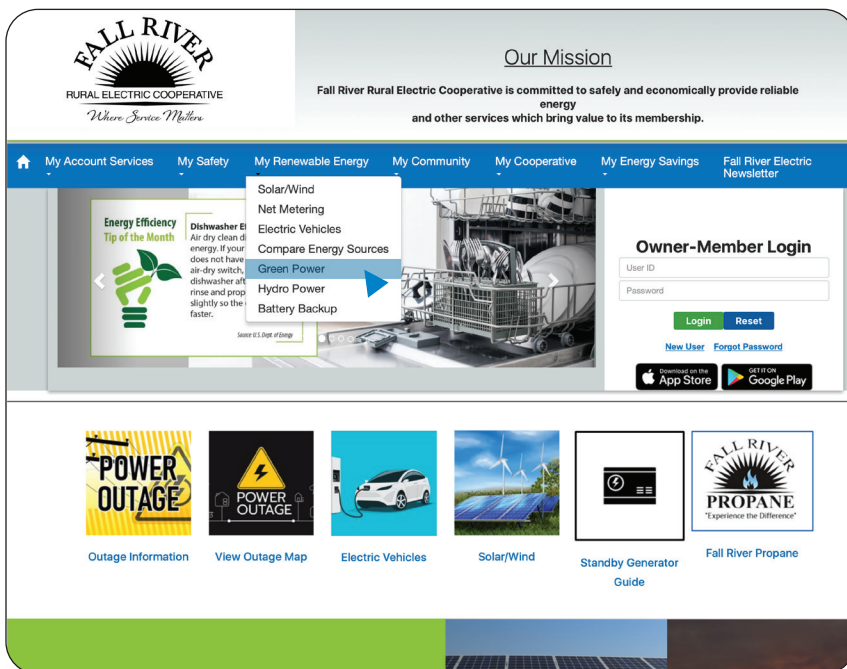 FALL RIVER
RURAL ELECTRIC COOPERATIVE
Where Service Matters
Our Mission
Fall River Rural Electric Cooperative is committed to safely and economically provide reliable
energy
and other services which bring value to its membership.
My Account Services
My Safety
My Renewable Energy
My Community
My Cooperative
My Energy Savings
Fall River Electric
Newsletter
Solar/Wind
Net Metering
Electric Vehicles
Compare Energy Sources
Green Power
Hydro Power
Battery Backup
Energy Efficiency
Tip of the Month
Dishwasher
Air dry clean
energy. If your
does not have
air-dry switch,
dishwasher
rinse and prop
slightly so the
faster.
Source U.S. Dept. of Energy
Owner-Member Login
User ID
Password
Login
Reset
New User
Forgot Password
Download on the
App Store
GET IT ON
Google Play
POWER
OUTAGE
POWER
OUTAGE
FALL RIVER
PROPANE
"Experience the Difference"
Outage Information
View Outage Map
Electric Vehicles
Solar/Wind
Standby Generator
Guide
Fall River Propane